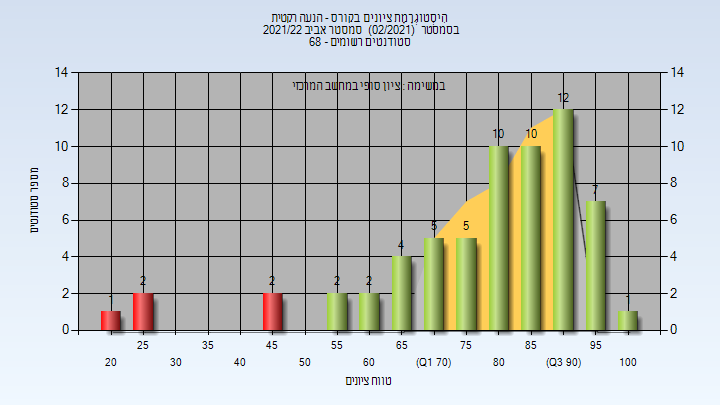 היסטוגרמת ציונים בקורס - הנעה רקטית
בסמסטר (02/2021) סמסטר אביב 2021/22
סטודנטים רשומים - 68
במשימה : ציון סופי במחשב המרכזי
מספר סטודנטים
14 14
12 12
10 10
8 8
6 6
4 4
2 2
0 0
1 2 2 2 2 4 5 5 10 10 12 7 1
25 35 45 55 65 75 85 95
20 30 40 50 60 (Q1 70) 80 (Q3 90) 100
טווח ציונים